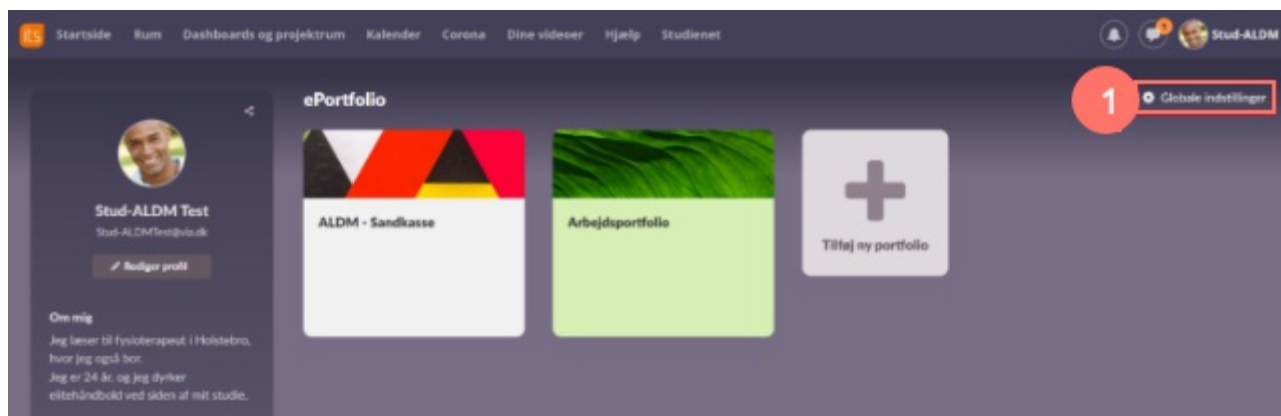 its Startside Rum Dashboards og projektrum Kalender Corona Dine videoer Hjælp Studienet Stud-ALDM
ePortfolio
1 Globale indstillinger
Stud-ALDM Test
Stud-ALDMTest@via.dk
Rediger profil
Om mig
Jeg læser til fysioterapeut i Holstebro,
hvor jeg også bor.
Jeg er 24 år, og jeg dyrker
elitehåndbold ved siden af mit studie.
ALDM - Sandkasse
Arbejdsportfolio
Tilføj ny portfolio